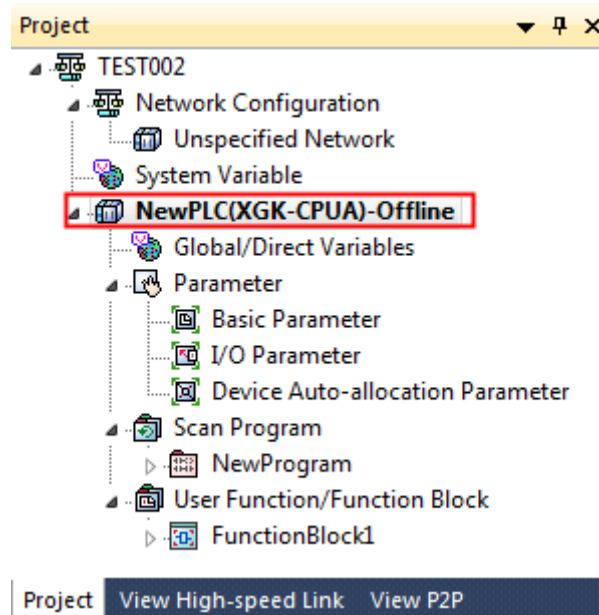 Project
TEST002
Network Configuration
Unspecified Network
System Variable
NewPLC(XGK-CPUA)-Offline
Global/Direct Variables
Parameter
Basic Parameter
I/O Parameter
Device Auto-allocation Parameter
Scan Program
NewProgram
User Function/Function Block
FunctionBlock1
Project View High-speed Link View P2P